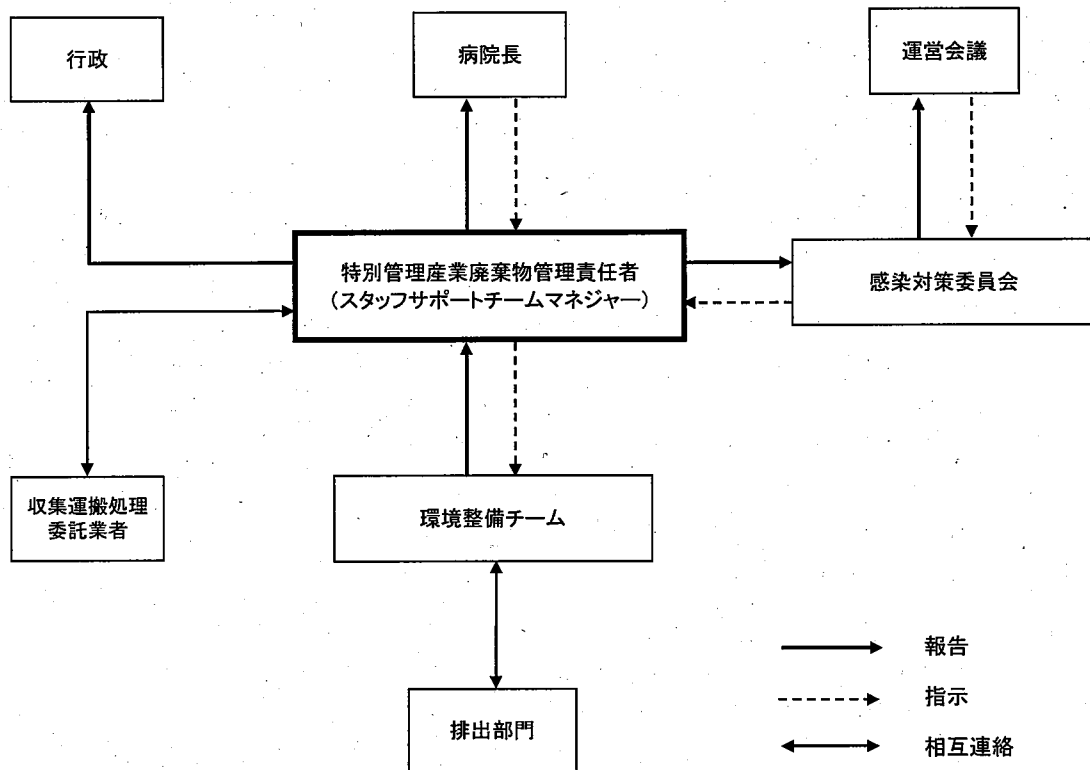 行政
病院長
運営会議
特別管理産業廃棄物管理責任者
(スタッフサポートチームマネジャー)
感染対策委員会
収集運搬処理
委託業者
環境整備チーム
排出部門
報告
指示
相互連絡